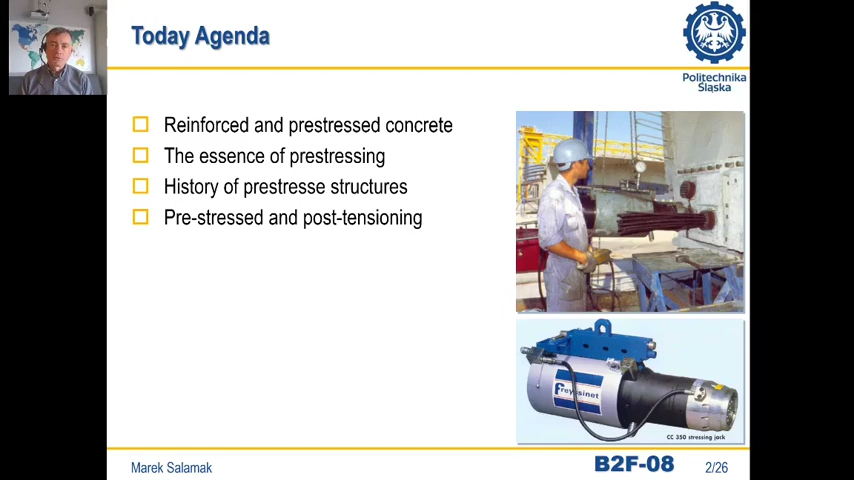 Today Agenda
Politechnika
Śląska
Reinforced and prestressed concrete
The essence of prestressing
History of prestresse structures
Pre-stressed and post-tensioning
Freyssinet
CC 350 stressing jack
Marek Salamak
B2F-08
2/26